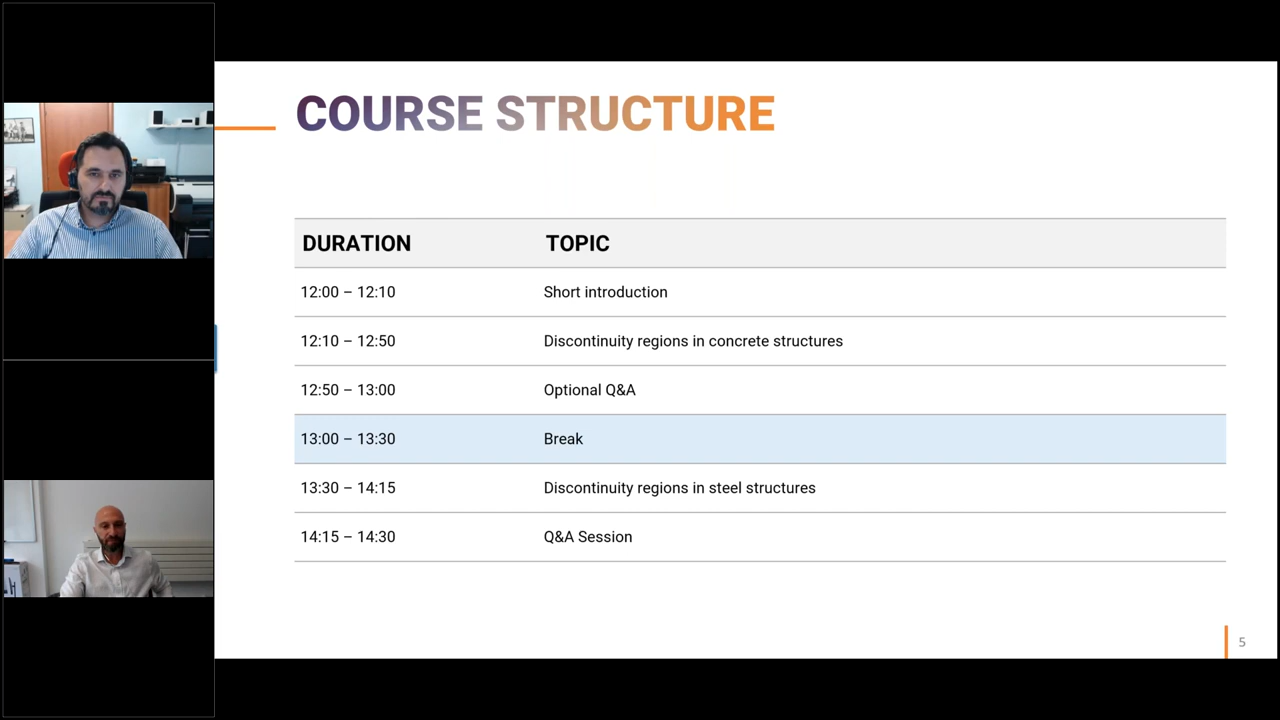 COURSE STRUCTURE
DURATION TOPIC
12:00 – 12:10 Short introduction
12:10 – 12:50 Discontinuity regions in concrete structures
12:50 – 13:00 Optional Q&A
13:00 – 13:30 Break
13:30 – 14:15 Discontinuity regions in steel structures
14:15 – 14:30 Q&A Session
5